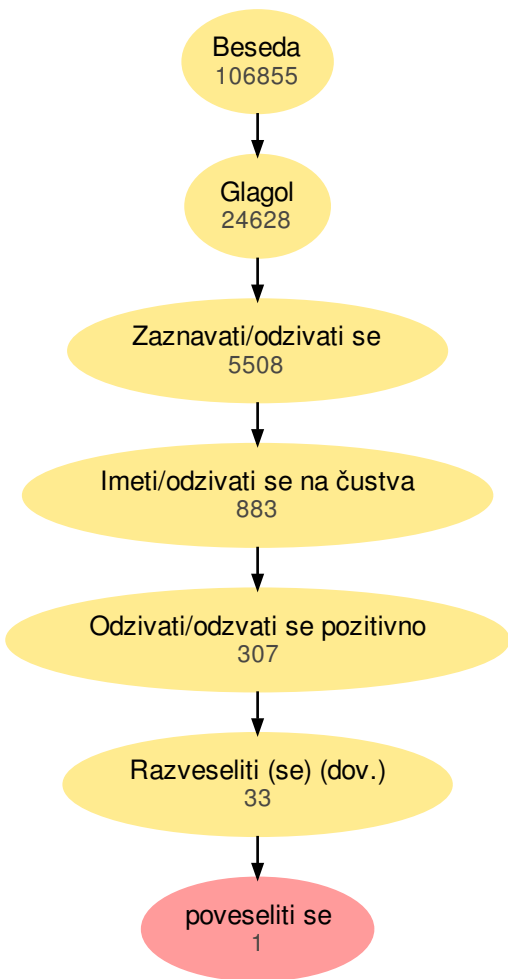 Beseda
106855
Glagol
24628
Zaznavati/odzivati se
5508
Imeti/odzivati se na čustva
883
Odzivati/odzvati se pozitivno
307
Razveseliti (se) (dov.)
33
poveseliti se
1